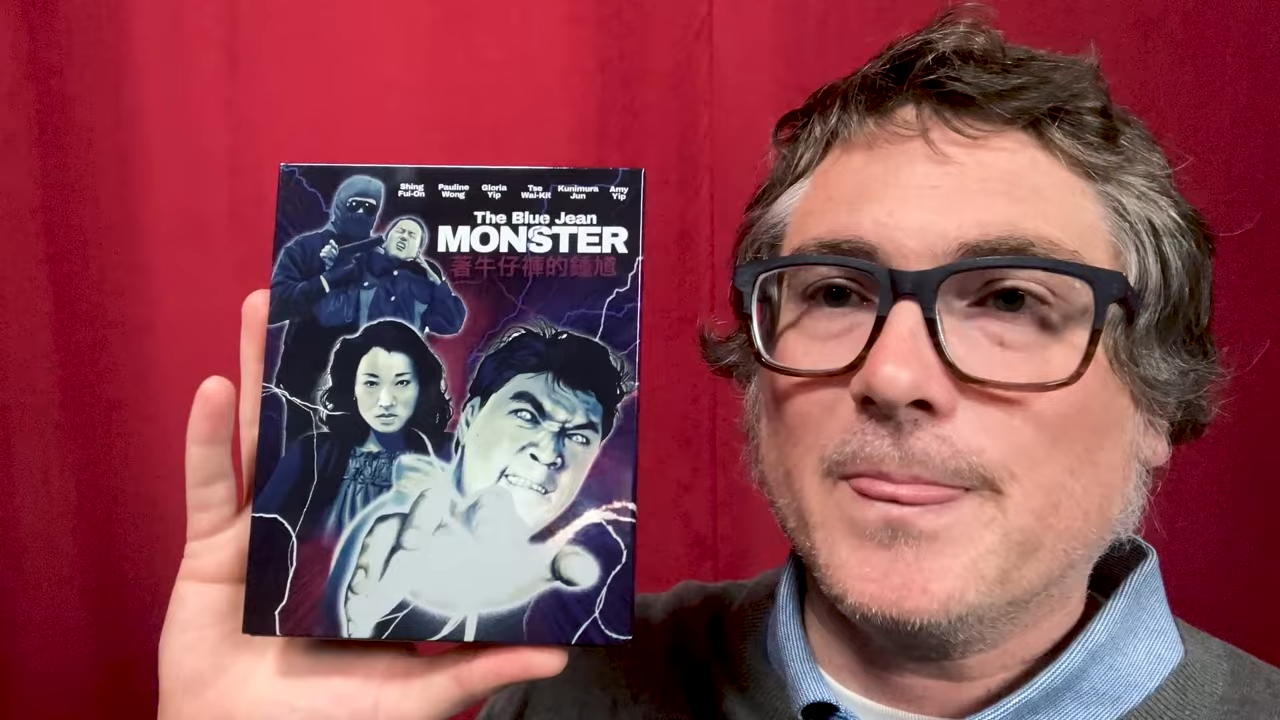 Shing Pauline Gloria Tse Kunimura Amy
Fui-On Wong Yip Wai-Kit Jun Yip
The Blue Jean
MONSTER
著牛仔褲的鍾馗